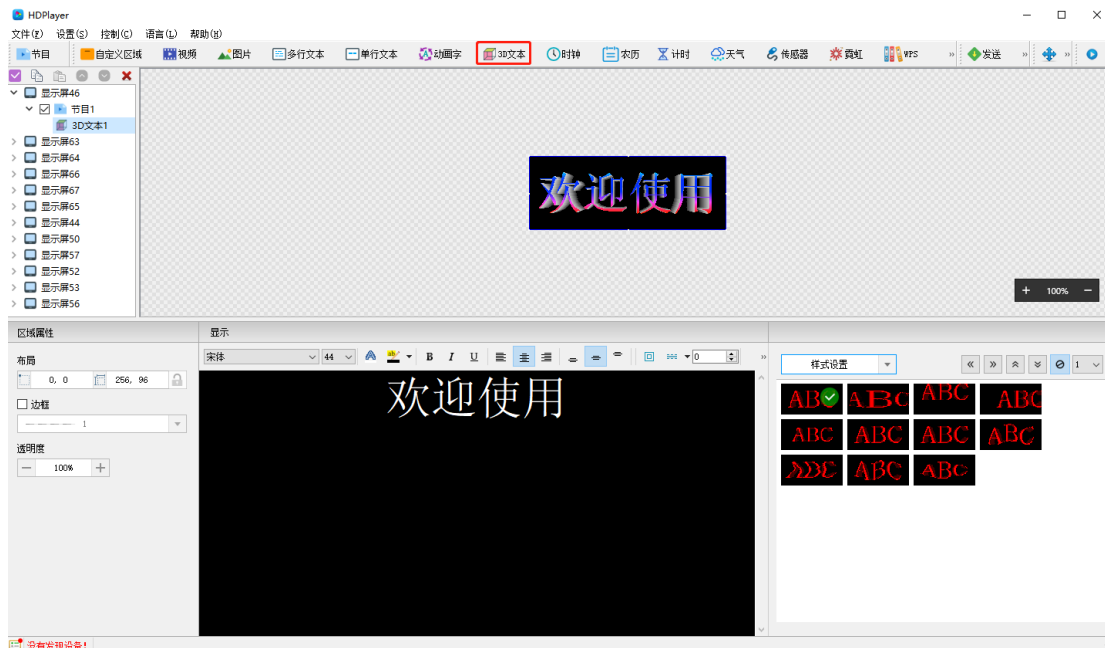 HDPlayer
文件(F) 设置(S) 控制(C) 语言(L) 帮助(H)
节目 自定义区域 视频 图片 多行文本 单行文本 动画字 3D文本 时钟 农历 计时 天气 传感器 霓虹 WPS » 发送 » »
显示屏46
节目1
3D文本1
显示屏63
显示屏64
显示屏66
显示屏67
显示屏65
显示屏44
显示屏50
显示屏57
显示屏52
显示屏53
显示屏56
欢迎使用
+ 100% −
区域属性
显示
布局
0, 0 256, 96
边框
1
透明度
— 100% +
宋体 44 A ab B I U 0 »
欢迎使用
样式设置 1
ABC ABC ABC ABC
ABC ABC ABC ABC
ABC ABC ABC
没有发现设备!